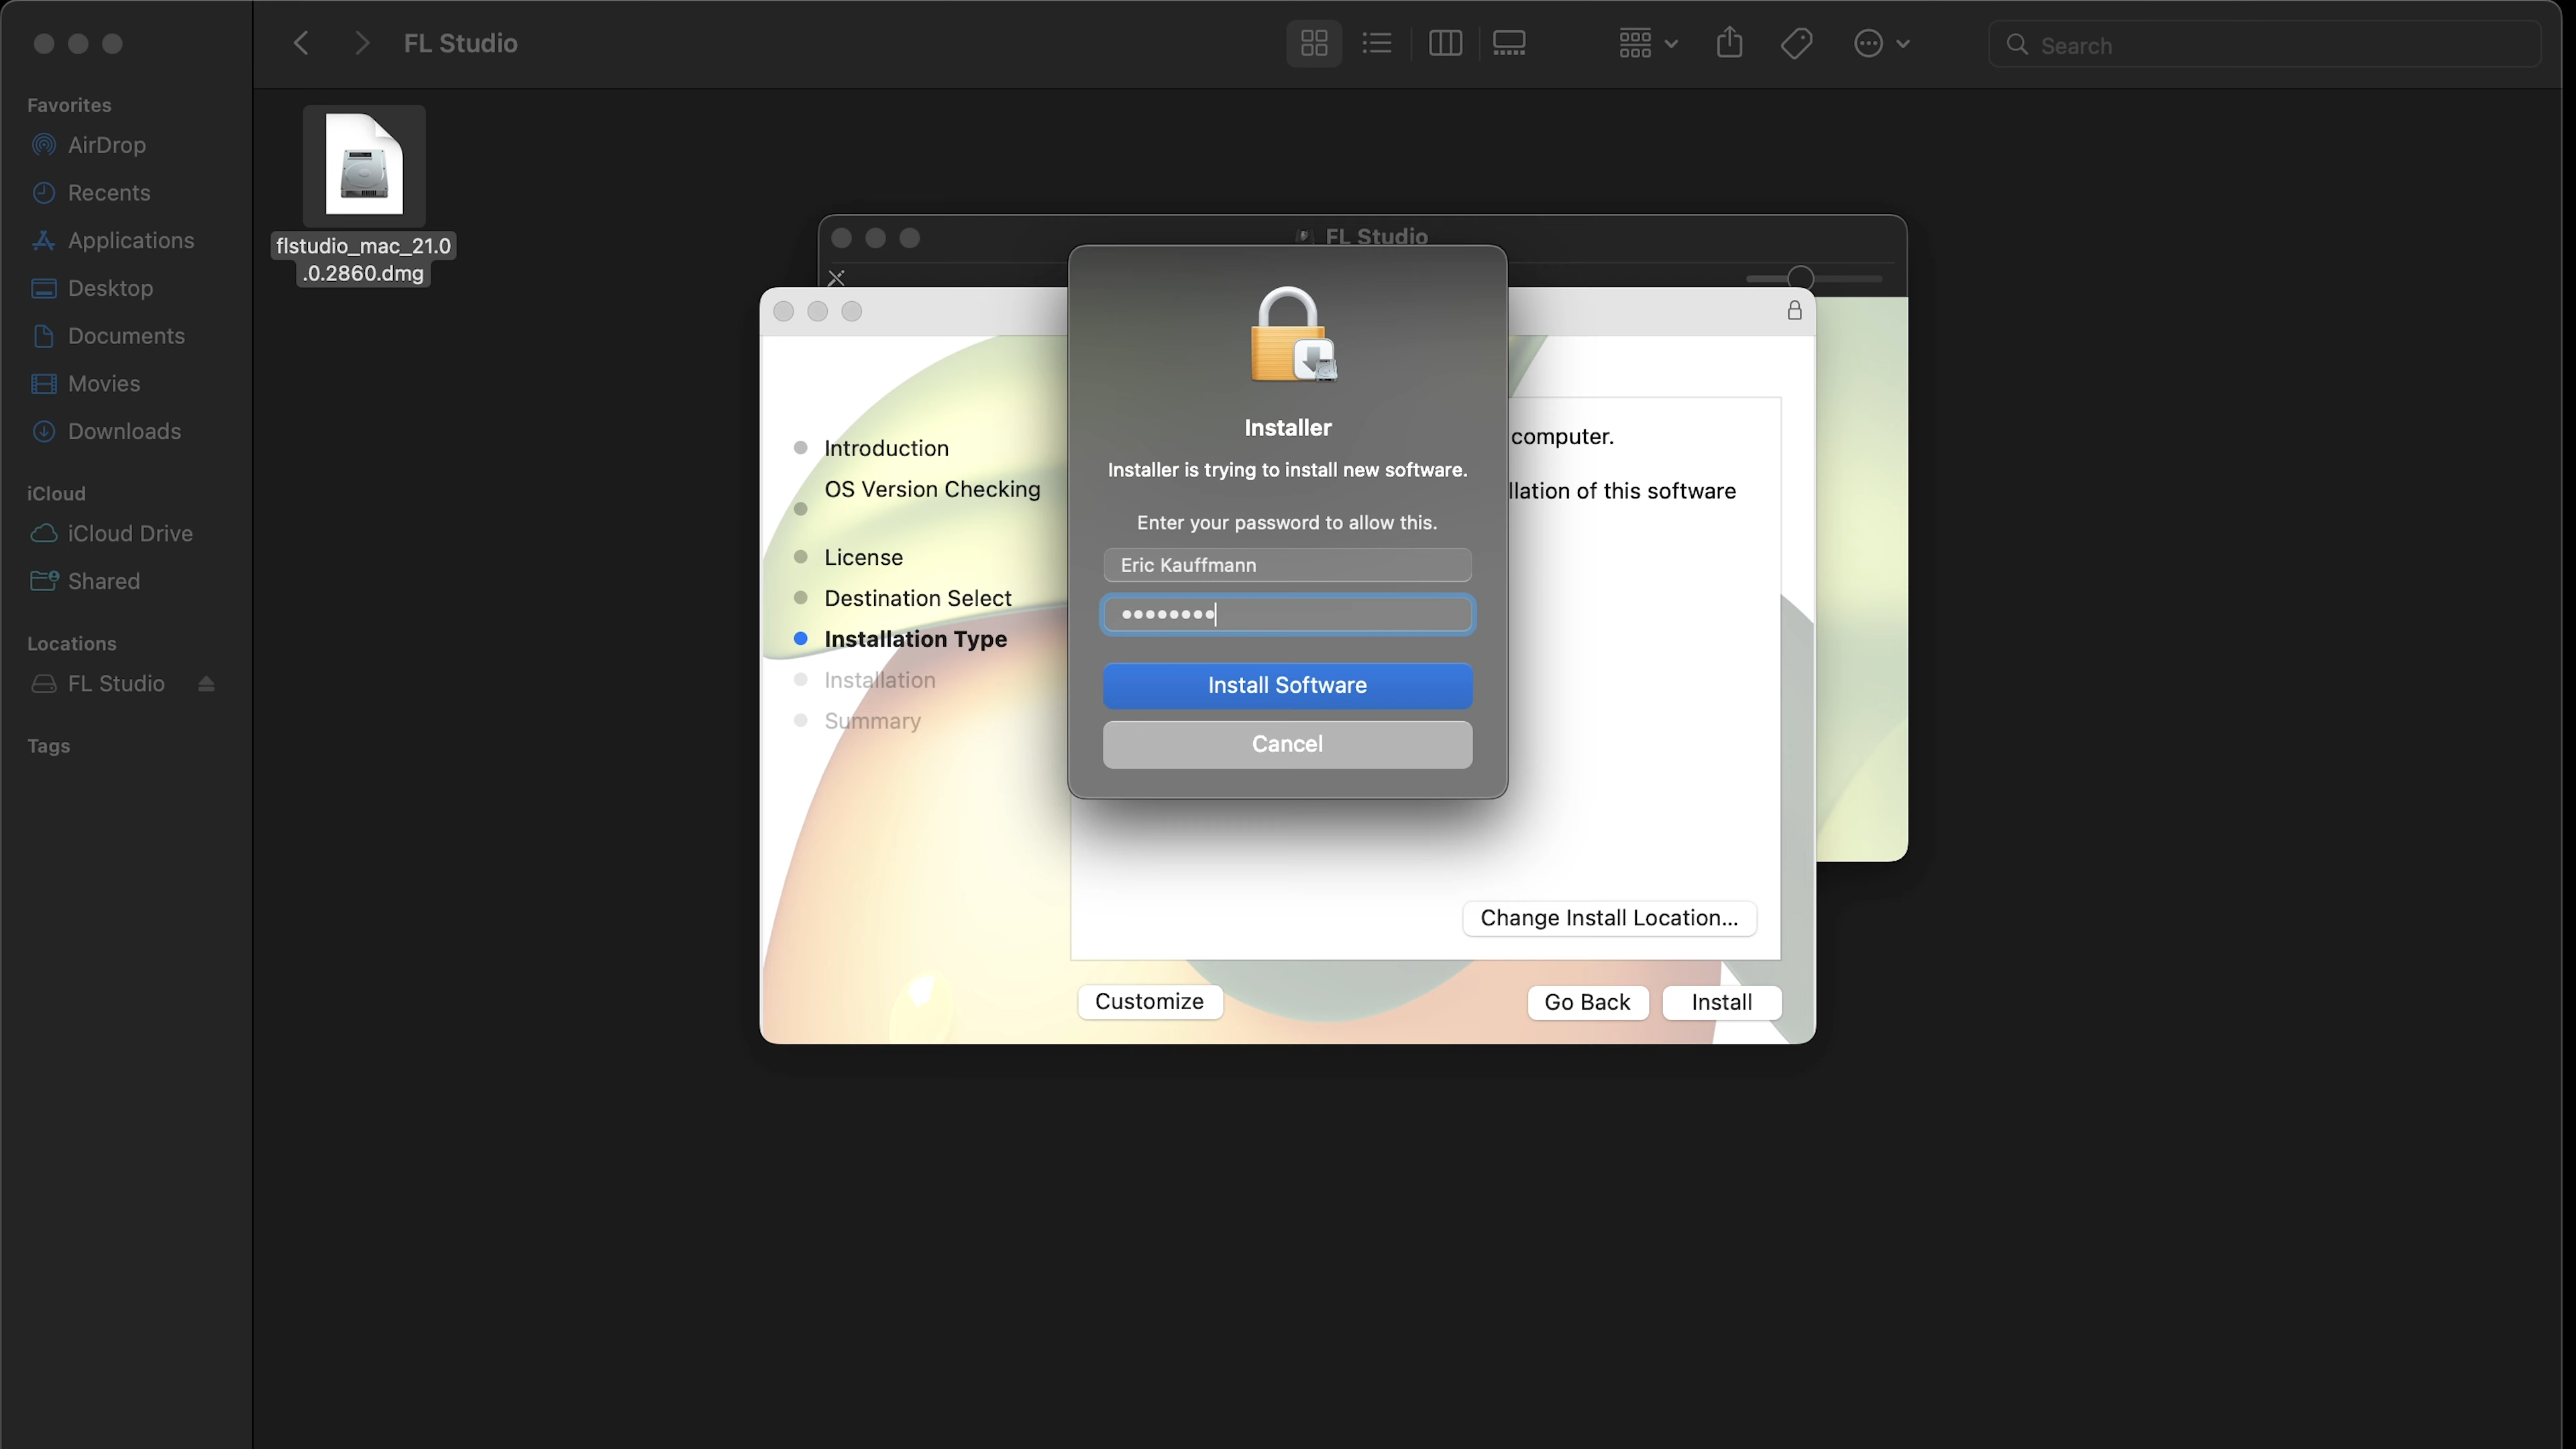 FL Studio
Search
Favorites
AirDrop
Recents
Applications
Desktop
Documents
Movies
Downloads
iCloud
iCloud Drive
Shared
Locations
FL Studio
Tags
flstudio_mac_21.0
.0.2860.dmg
FL Studio
Introduction
OS Version Checking
License
Destination Select
Installation Type
Installation
Summary
computer.
llation of this software
Installer
Installer is trying to install new software.
Enter your password to allow this.
Eric Kauffmann
••••••••
Install Software
Cancel
Change Install Location...
Customize
Go Back
Install